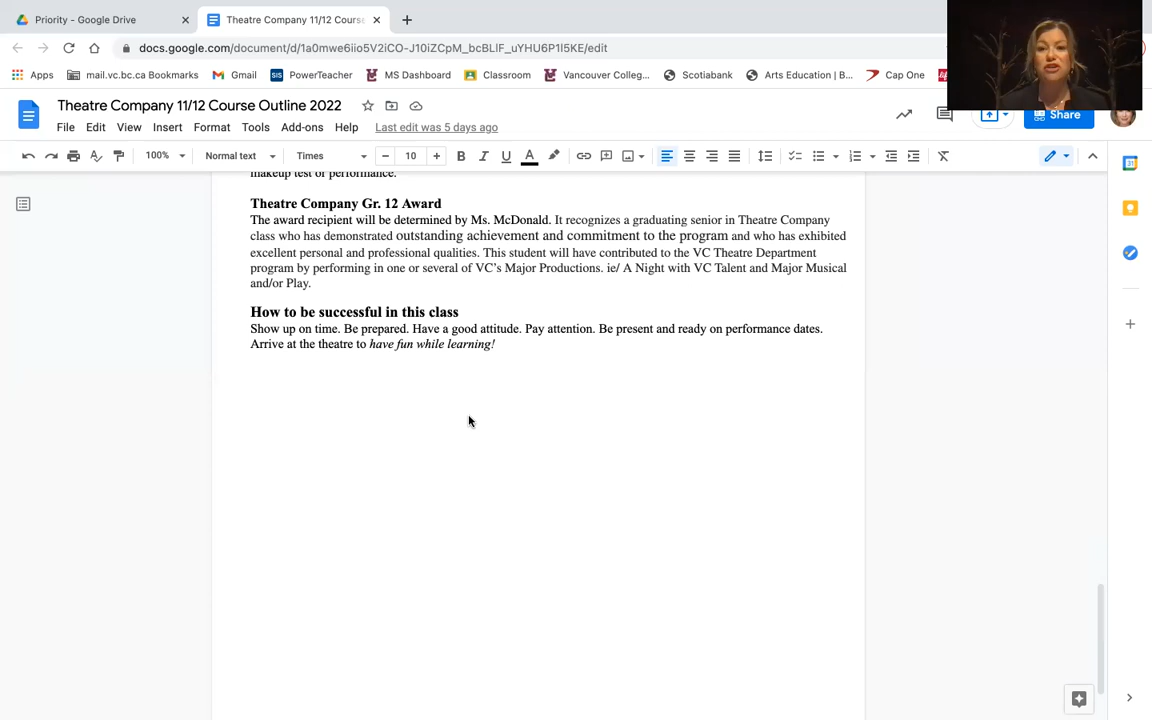 Priority - Google Drive
Theatre Company 11/12 Course
docs.google.com/document/d/1a0mwe6iio5V2iCO-J10iZCpM_bcBLlF_uYHU6P1I5KE/edit
Apps mail.vc.bc.ca Bookmarks Gmail SIS PowerTeacher MS Dashboard Classroom Vancouver Colleg... Scotiabank Arts Education | B... Cap One
Theatre Company 11/12 Course Outline 2022
File Edit View Insert Format Tools Add-ons Help Last edit was 5 days ago
Share
100% Normal text Times 10 B I U A
31
makeup test or performance.
Theatre Company Gr. 12 Award
The award recipient will be determined by Ms. McDonald. It recognizes a graduating senior in Theatre Company
class who has demonstrated outstanding achievement and commitment to the program and who has exhibited
excellent personal and professional qualities. This student will have contributed to the VC Theatre Department
program by performing in one or several of VC's Major Productions. ie/ A Night with VC Talent and Major Musical
and/or Play.
How to be successful in this class
Show up on time. Be prepared. Have a good attitude. Pay attention. Be present and ready on performance dates.
Arrive at the theatre to have fun while learning!